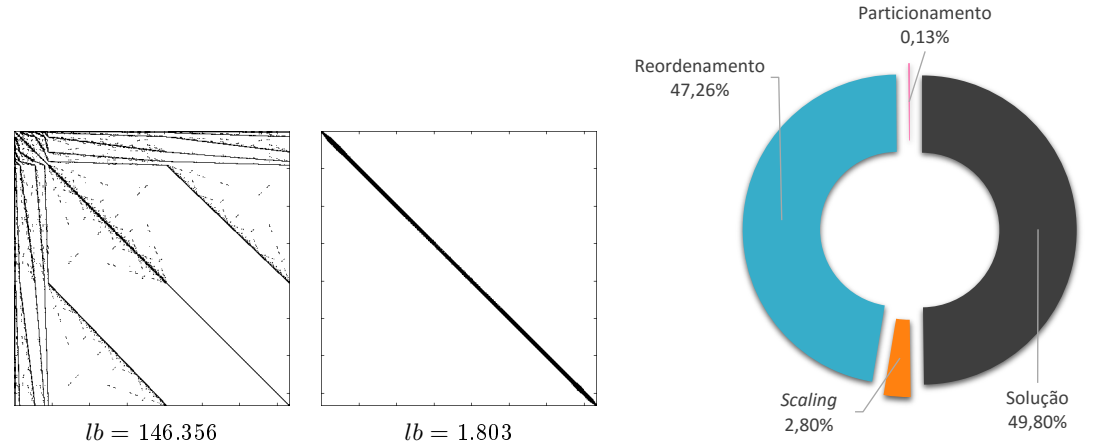 Particionamento
0,13%
Reordenamento
47,26%
Scaling
2,80%
Solução
49,80%
lb = 146.356
lb = 1.803